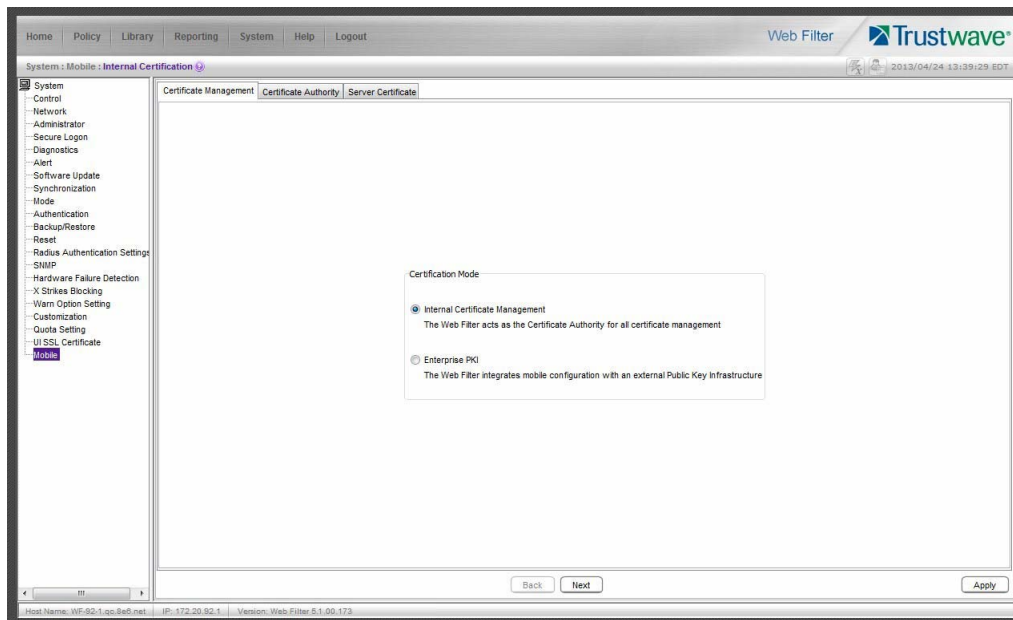 Home Policy Library Reporting System Help Logout
Web Filter
Trustwave®
System : Mobile : Internal Certification
2013/04/24 13:39:29 EDT
System
Control
Network
Administrator
Secure Logon
Diagnostics
Alert
Software Update
Synchronization
Mode
Authentication
Backup/Restore
Reset
Radius Authentication Settings
SNMP
Hardware Failure Detection
X Strikes Blocking
Warn Option Setting
Customization
Quota Setting
UI SSL Certificate
Mobile
Certificate Management Certificate Authority Server Certificate
Certification Mode
Internal Certificate Management
The Web Filter acts as the Certificate Authority for all certificate management
Enterprise PKI
The Web Filter integrates mobile configuration with an external Public Key Infrastructure
Back Next Apply
Host Name: WF-92-1.qc.8e6.net IP: 172.20.92.1 Version: Web Filter 5.1.00.173